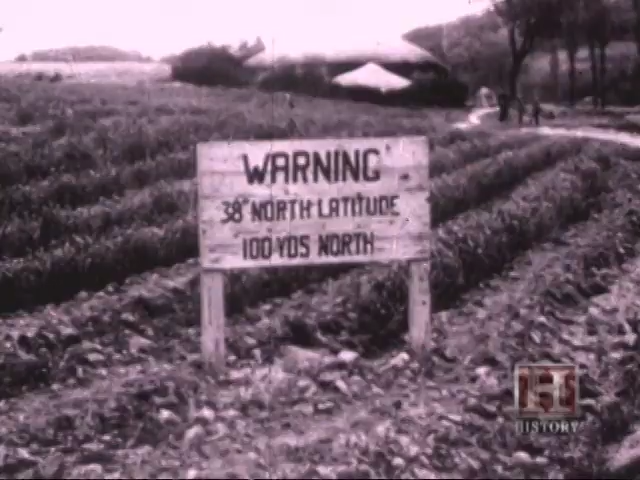 WARNING
38° NORTH LATITUDE
100 YDS NORTH
H
HISTORY